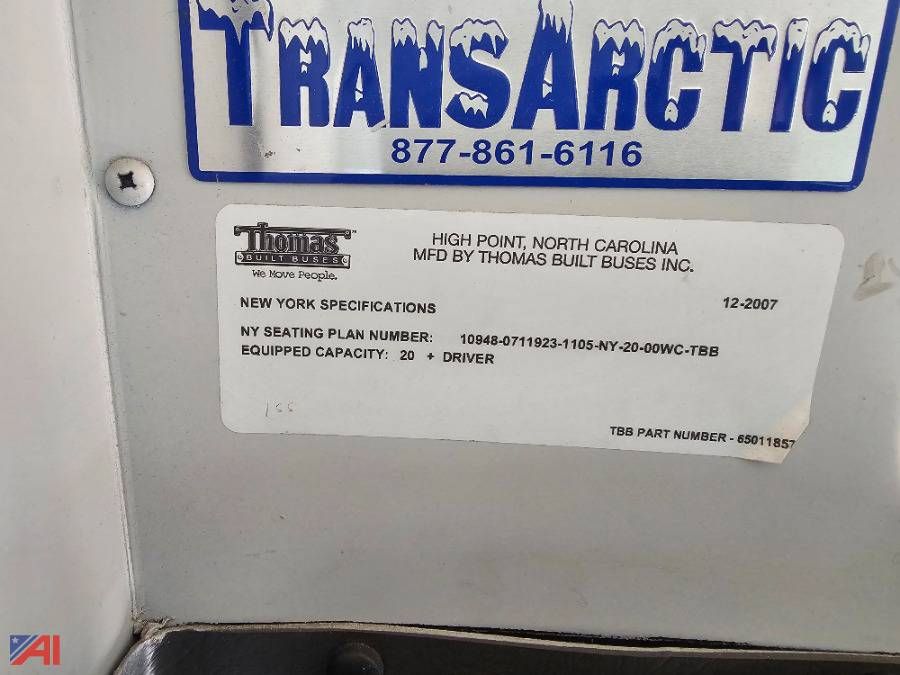 TRANSARCTIC
877-861-6116
Thomas
BUILT BUSES
We Move People.
HIGH POINT, NORTH CAROLINA
MFD BY THOMAS BUILT BUSES INC.
NEW YORK SPECIFICATIONS 12-2007
NY SEATING PLAN NUMBER: 10948-0711923-1105-NY-20-00WC-TBB
EQUIPPED CAPACITY: 20 + DRIVER
TBB PART NUMBER - 65011857
AI